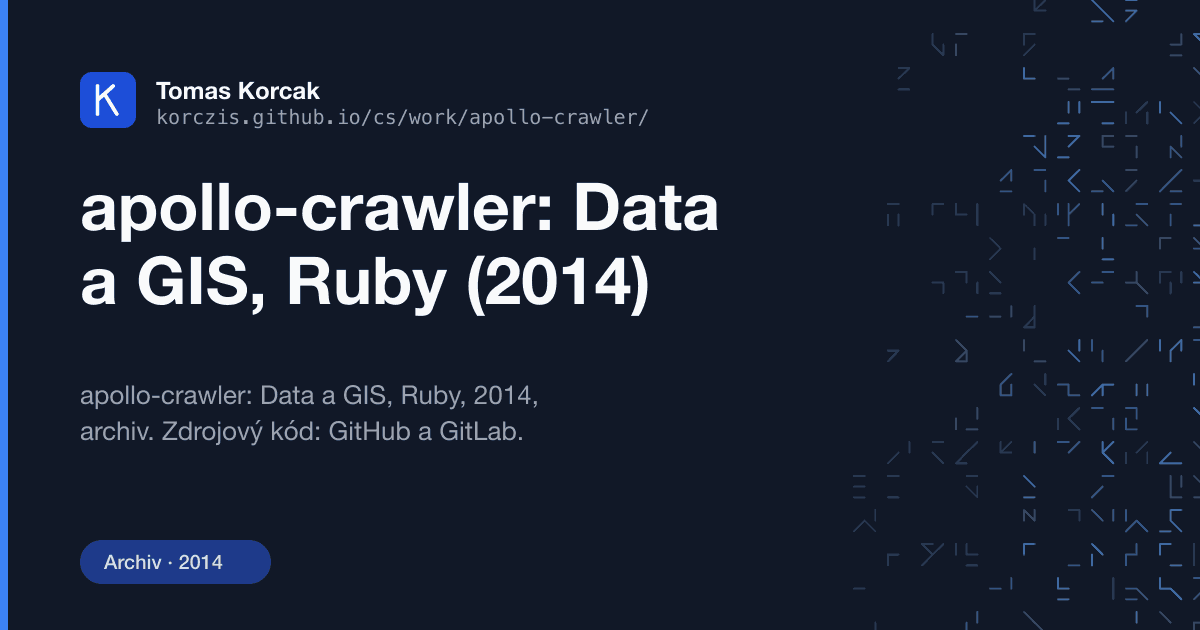 K
Tomas Korcak
korczis.github.io/cs/work/apollo-crawler/
apollo-crawler: Data
a GIS, Ruby (2014)
apollo-crawler: Data a GIS, Ruby, 2014,
archiv. Zdrojový kód: GitHub a GitLab.
Archiv · 2014